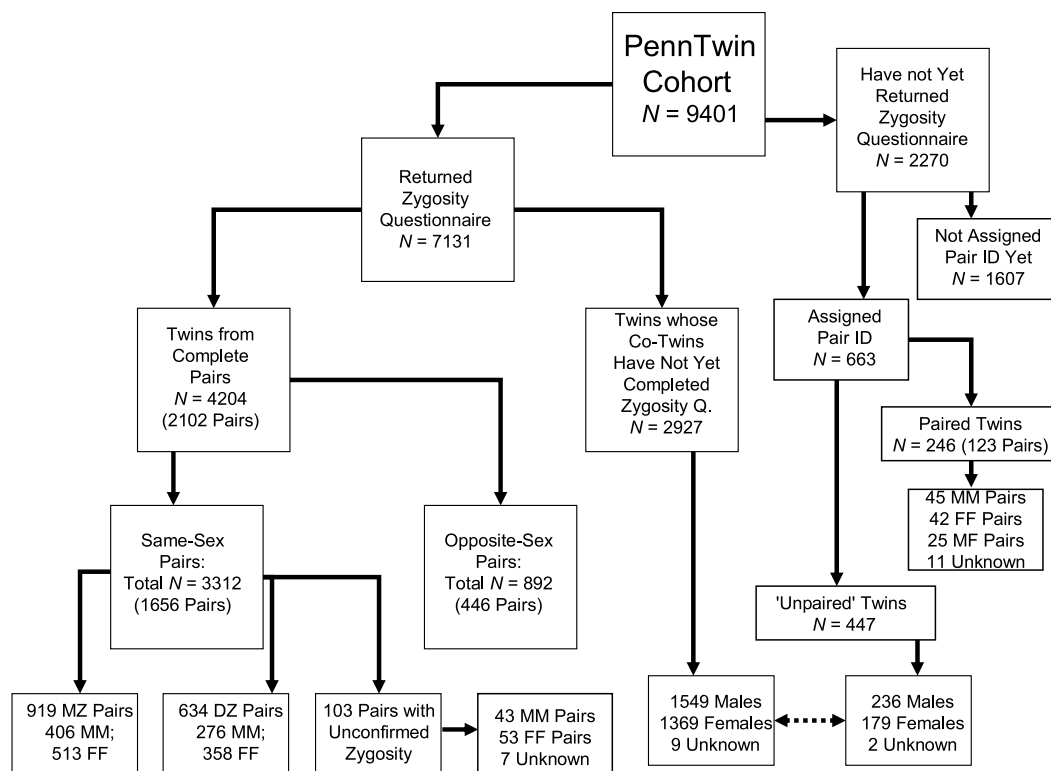 PennTwin
Cohort
N = 9401
Have not Yet
Returned
Zygosity
Questionnaire
N = 2270
Returned
Zygosity
Questionnaire
N = 7131
Not Assigned
Pair ID Yet
N = 1607
Twins from
Complete
Pairs
N = 4204
(2102 Pairs)
Twins whose
Co-Twins
Have Not Yet
Completed
Zygosity Q.
N = 2927
Assigned
Pair ID
N = 663
Paired Twins
N = 246 (123 Pairs)
45 MM Pairs
42 FF Pairs
25 MF Pairs
11 Unknown
Same-Sex
Pairs:
Total N = 3312
(1656 Pairs)
Opposite-Sex
Pairs:
Total N = 892
(446 Pairs)
'Unpaired' Twins
N = 447
919 MZ Pairs
406 MM;
513 FF
634 DZ Pairs
276 MM;
358 FF
103 Pairs with
Unconfirmed
Zygosity
43 MM Pairs
53 FF Pairs
7 Unknown
1549 Males
1369 Females
9 Unknown
236 Males
179 Females
2 Unknown